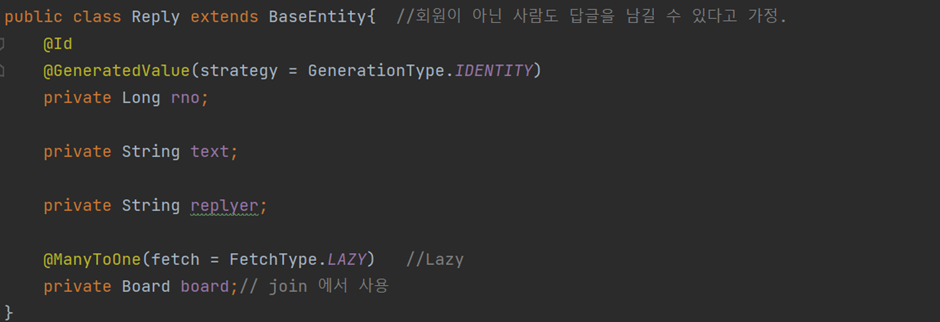 public class Reply extends BaseEntity{  //회원이 아닌 사람도 답글을 남길 수 있다고 가정.
    @Id
    @GeneratedValue(strategy = GenerationType.IDENTITY)
    private Long rno;
    private String text;
    private String replyer;
    @ManyToOne(fetch = FetchType.LAZY)   //Lazy
    private Board board;// join 에서 사용
}